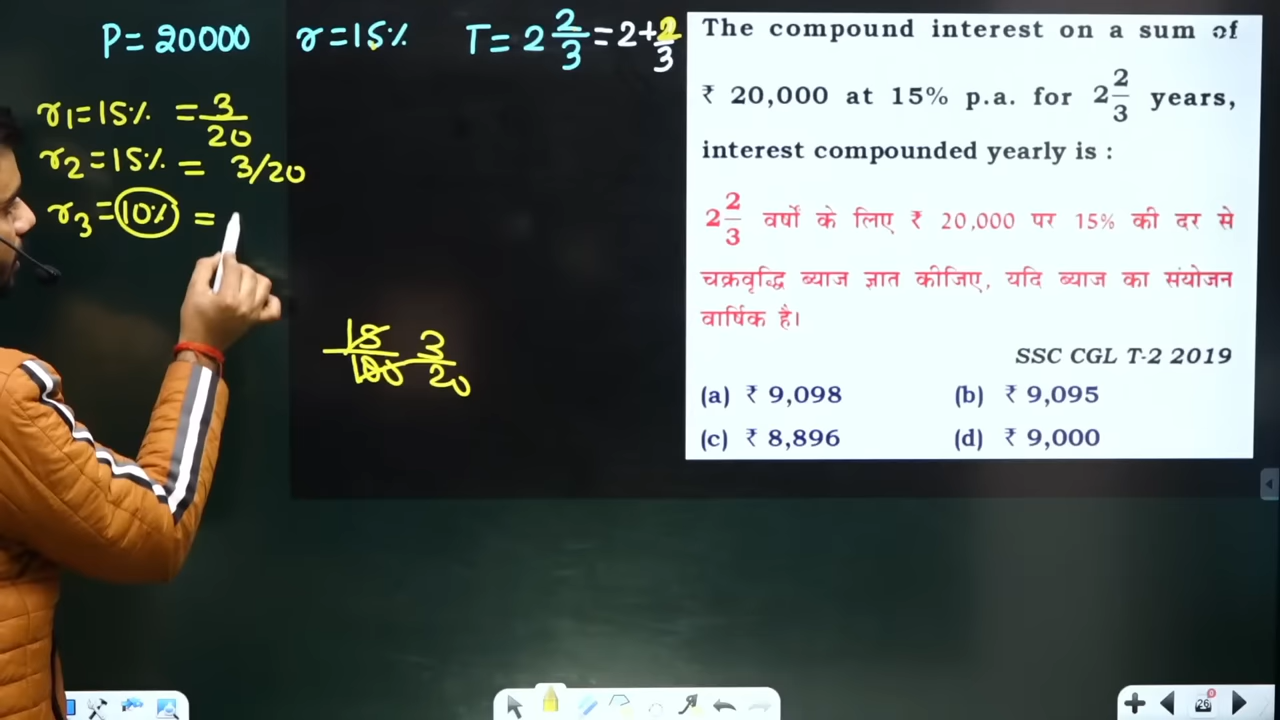 P = 20000 r = 15% T = 2 2/3 = 2 + 2/3
r1 = 15% = 3/20
r2 = 15% = 3/20
r3 = 10% =
15/100 3/20
The compound interest on a sum of
₹ 20,000 at 15% p.a. for 2 2/3 years,
interest compounded yearly is :
2 2/3 वर्षों के लिए ₹ 20,000 पर 15% की दर से
चक्रवृद्धि ब्याज ज्ञात कीजिए, यदि ब्याज का संयोजन
वार्षिक है।
SSC CGL T-2 2019
(a) ₹ 9,098 (b) ₹ 9,095
(c) ₹ 8,896 (d) ₹ 9,000
26